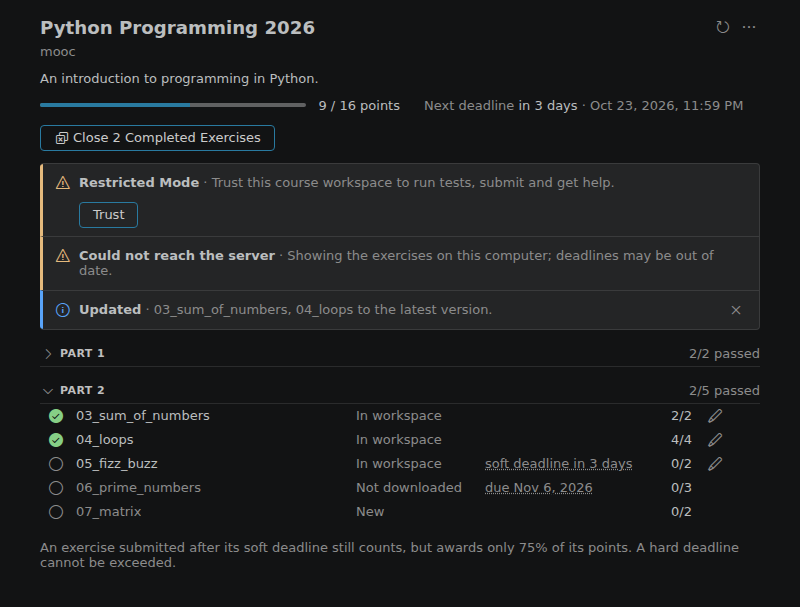 Python Programming 2026
mooc
An introduction to programming in Python.
9 / 16 points Next deadline in 3 days · Oct 23, 2026, 11:59 PM
Close 2 Completed Exercises
Restricted Mode · Trust this course workspace to run tests, submit and get help.
Trust
Could not reach the server · Showing the exercises on this computer; deadlines may be out of
date.
Updated · 03_sum_of_numbers, 04_loops to the latest version.
PART 1 2/2 passed
PART 2 2/5 passed
03_sum_of_numbers In workspace 2/2
04_loops In workspace 4/4
05_fizz_buzz In workspace soft deadline in 3 days 0/2
06_prime_numbers Not downloaded due Nov 6, 2026 0/3
07_matrix New 0/2
An exercise submitted after its soft deadline still counts, but awards only 75% of its points. A hard deadline
cannot be exceeded.